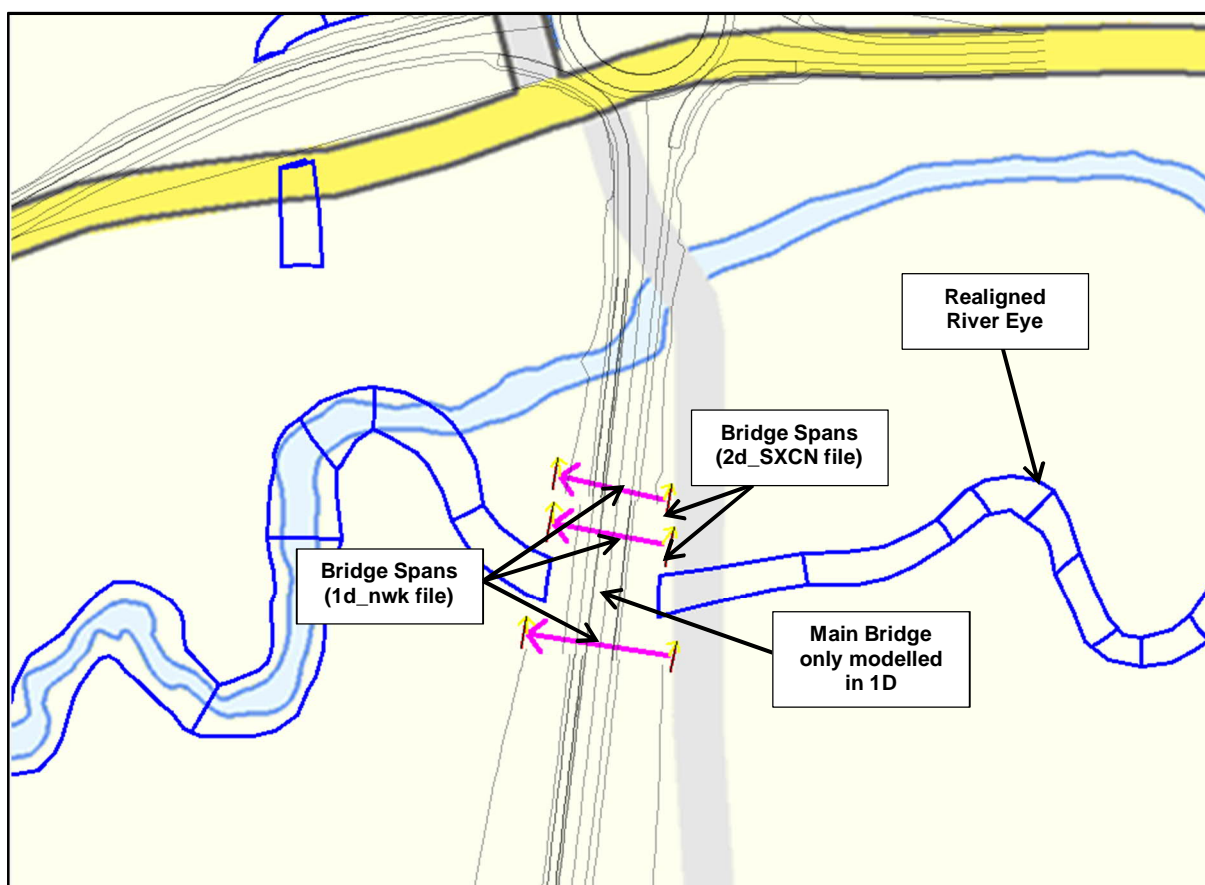 Realigned
River Eye
Bridge Spans
(2d_SXCN file)
Bridge Spans
(1d_nwk file)
Main Bridge
only modelled
in 1D